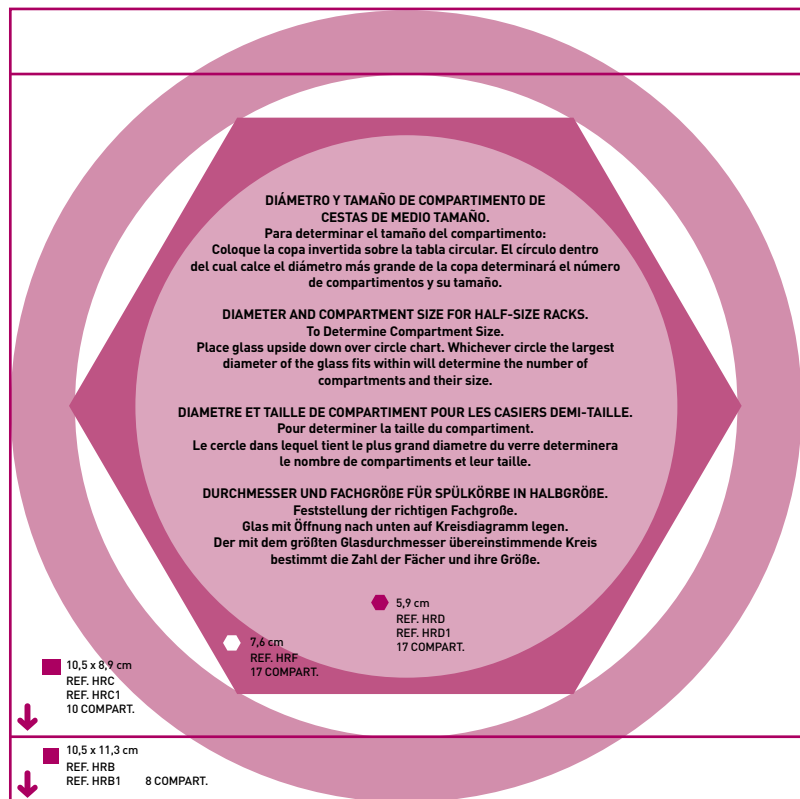 DIÁMETRO Y TAMAÑO DE COMPARTIMENTO DE
CESTAS DE MEDIO TAMAÑO.
Para determinar el tamaño del compartimento:
Coloque la copa invertida sobre la tabla circular. El círculo dentro
del cual calce el diámetro más grande de la copa determinará el número
de compartimentos y su tamaño.
DIAMETER AND COMPARTMENT SIZE FOR HALF-SIZE RACKS.
To Determine Compartment Size.
Place glass upside down over circle chart. Whichever circle the largest
diameter of the glass fits within will determine the number of
compartments and their size.
DIAMETRE ET TAILLE DE COMPARTIMENT POUR LES CASIERS DEMI-TAILLE.
Pour determiner la taille du compartiment.
Le cercle dans lequel tient le plus grand diametre du verre determinera
le nombre de compartiments et leur taille.
DURCHMESSER UND FACHGRÖßE FÜR SPÜLKÖRBE IN HALBGRÖßE.
Feststellung der richtigen Fachgroße.
Glas mit Öffnung nach unten auf Kreisdiagramm legen.
Der mit dem größten Glasdurchmesser übereinstimmende Kreis
bestimmt die Zahl der Fächer und ihre Größe.
5,9 cm
REF. HRD
REF. HRD1
17 COMPART.
7,6 cm
REF. HRF
17 COMPART.
10,5 x 8,9 cm
REF. HRC
REF. HRC1
10 COMPART.
10,5 x 11,3 cm
REF. HRB
REF. HRB1 8 COMPART.